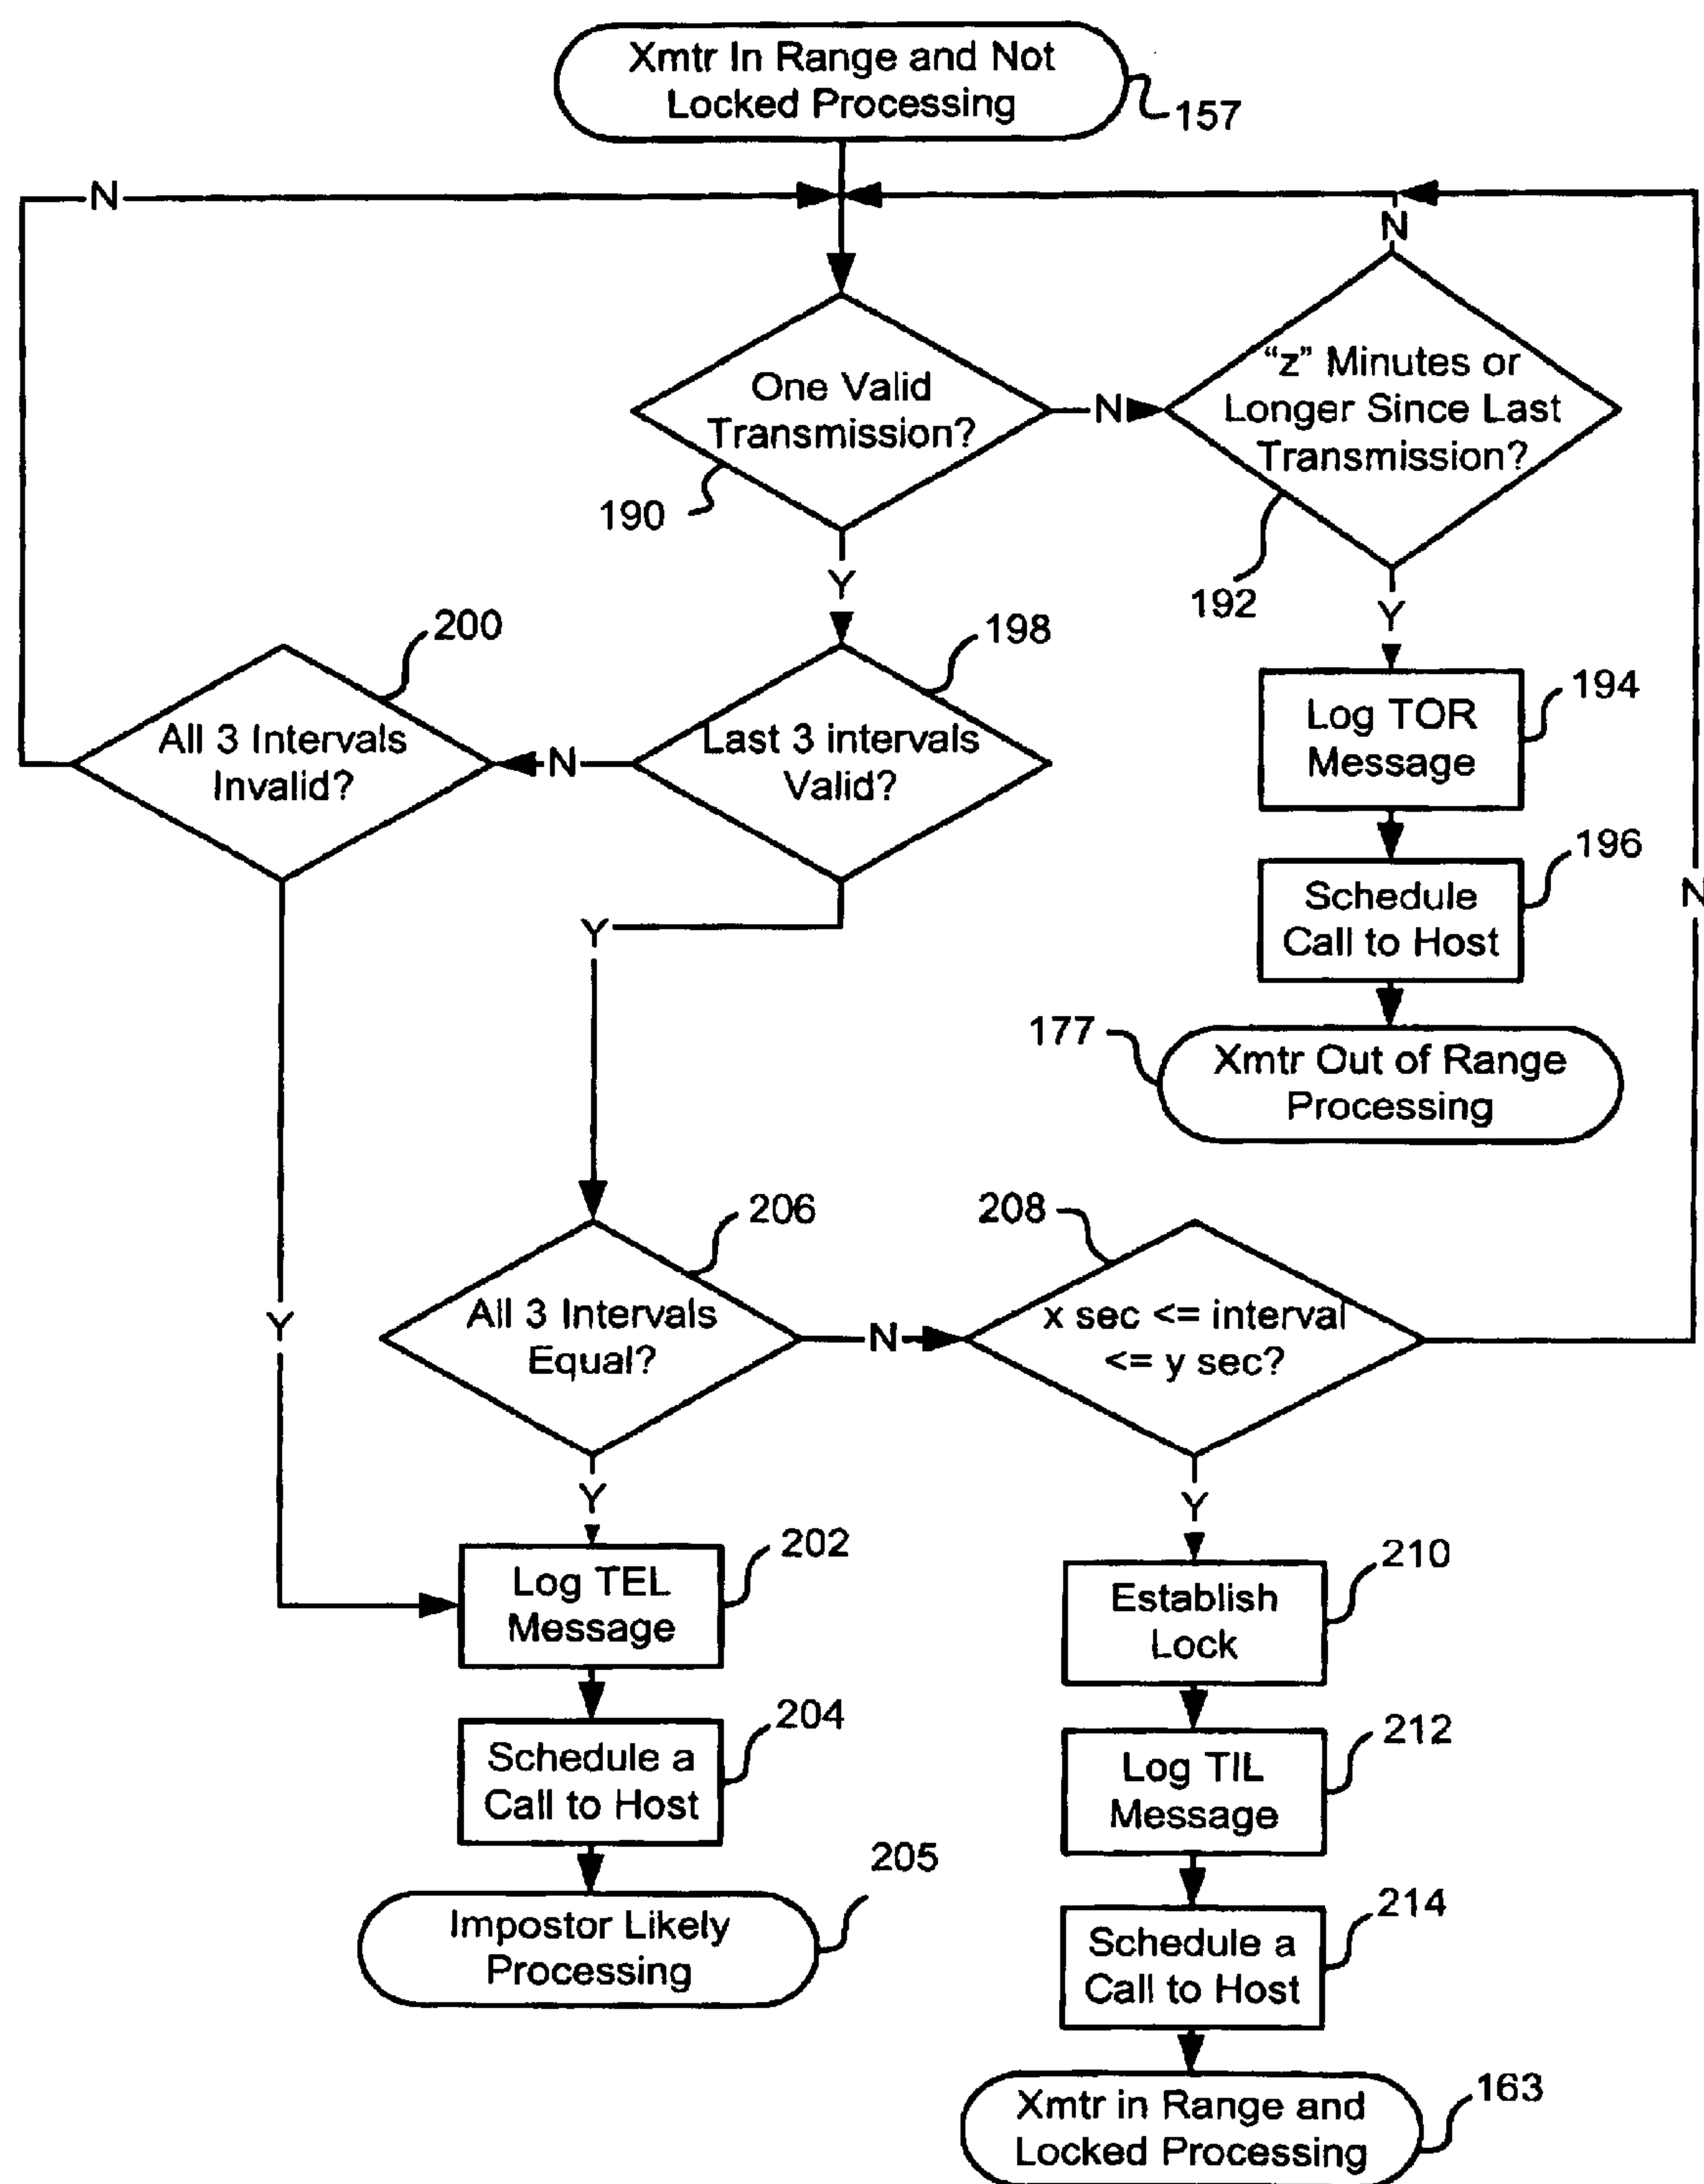 Xmtr In Range and Not
Locked Processing
157
N
N
One Valid
Transmission?
190
N
"z" Minutes or
Longer Since Last
Transmission?
192
Y
Y
200
198
All 3 Intervals
Invalid?
N
Last 3 intervals
Valid?
Log TOR
Message
194
Schedule
Call to Host
196
N
Y
177
Xmtr Out of Range
Processing
206
208
Y
All 3 Intervals
Equal?
N
x sec <= interval
<= y sec?
Y
Y
Log TEL
Message
202
Establish
Lock
210
Schedule a
Call to Host
204
Log TIL
Message
212
Impostor Likely
Processing
205
Schedule a
Call to Host
214
Xmtr in Range and
Locked Processing
163